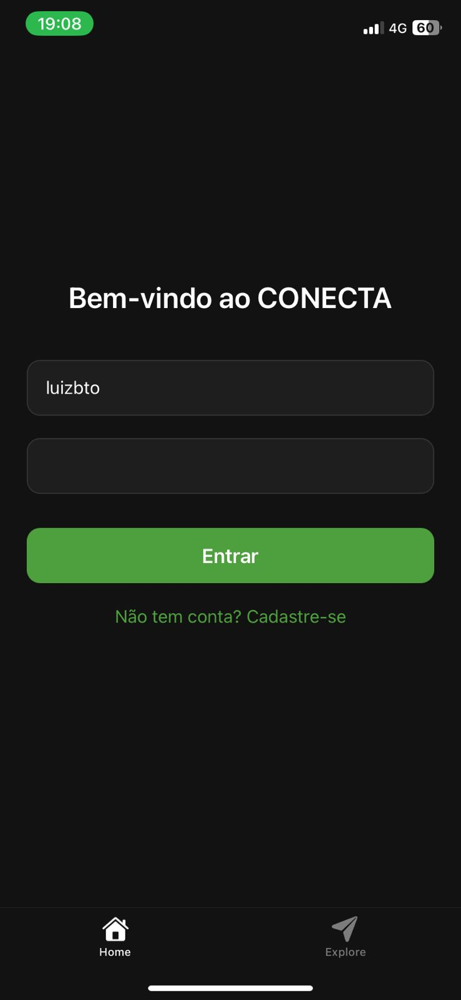 19:08
4G 60
Bem-vindo ao CONECTA
luizbto
Entrar
Não tem conta? Cadastre-se
Home
Explore